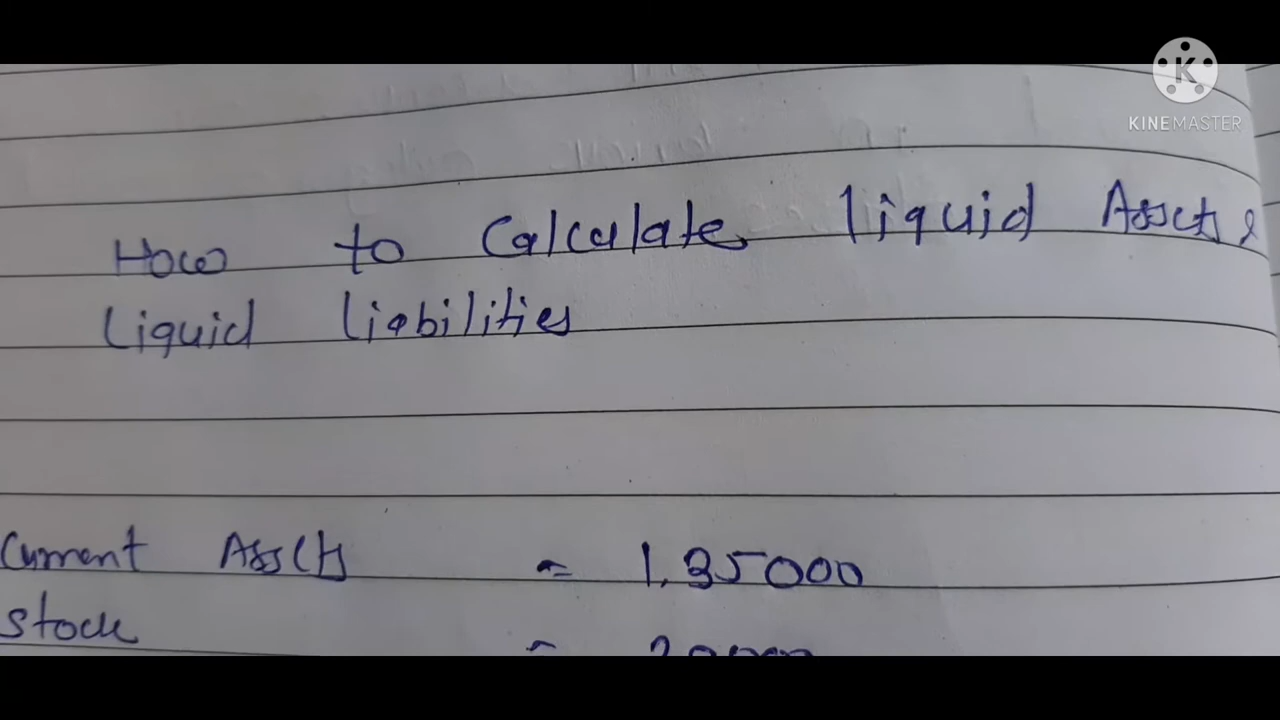 KINEMASTER
How to Calculate liquid Assets &
Liquid liabilities
Current Assets = 1,35000
Stock =